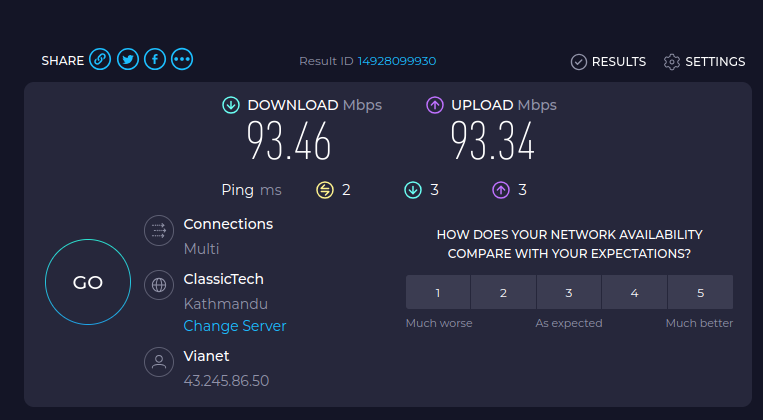 SHARE Result ID 14928099930 RESULTS SETTINGS
DOWNLOAD Mbps UPLOAD Mbps
93.46 93.34
Ping ms 2 3 3
Connections
Multi
ClassicTech
Kathmandu
Change Server
Vianet
43.245.86.50
GO
HOW DOES YOUR NETWORK AVAILABILITY
COMPARE WITH YOUR EXPECTATIONS?
1 2 3 4 5
Much worse As expected Much better